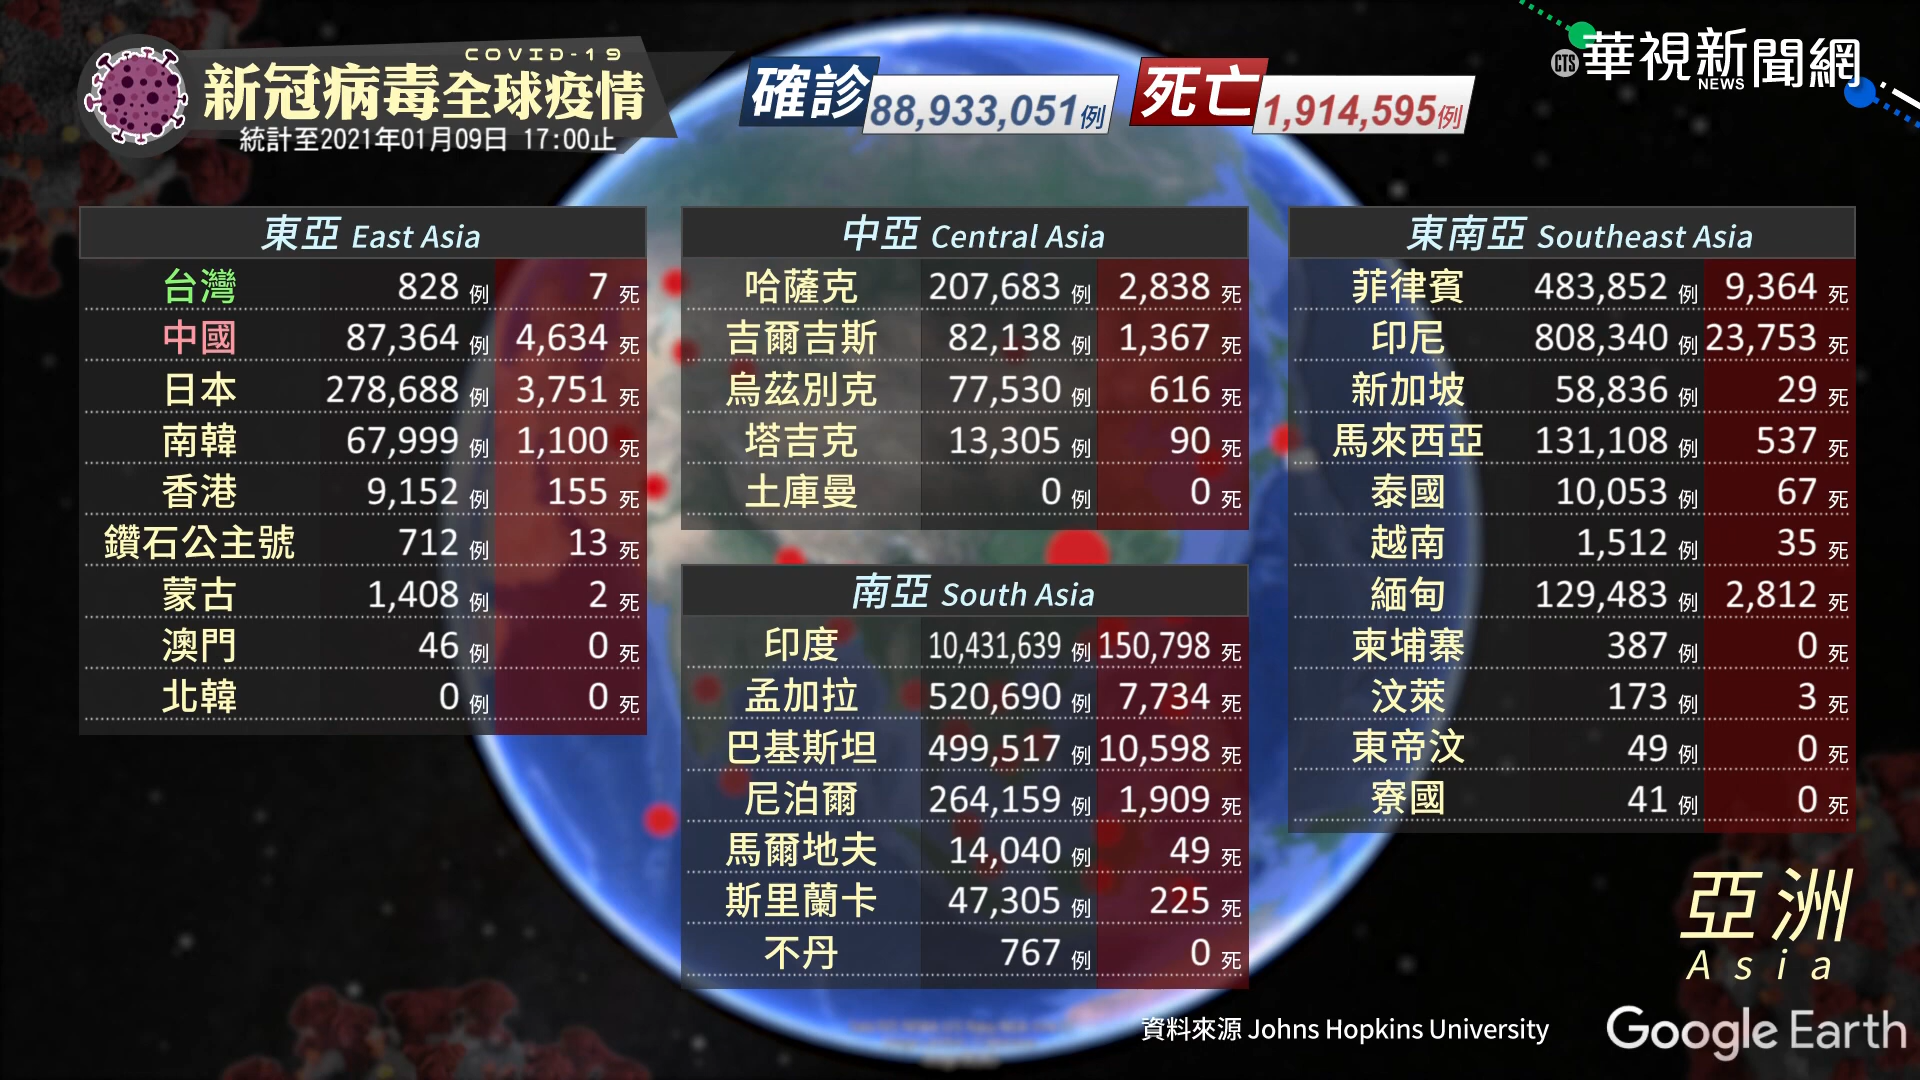 COVID-19
新冠病毒全球疫情
統計至2021年01月09日 17:00止
確診 88,933,051例
死亡 1,914,595例
CTS 華視新聞網
NEWS
東亞 East Asia
台灣 828 例 7 死
中國 87,364 例 4,634 死
日本 278,688 例 3,751 死
南韓 67,999 例 1,100 死
香港 9,152 例 155 死
鑽石公主號 712 例 13 死
蒙古 1,408 例 2 死
澳門 46 例 0 死
北韓 0 例 0 死
中亞 Central Asia
哈薩克 207,683 例 2,838 死
吉爾吉斯 82,138 例 1,367 死
烏茲別克 77,530 例 616 死
塔吉克 13,305 例 90 死
土庫曼 0 例 0 死
南亞 South Asia
印度 10,431,639 例 150,798 死
孟加拉 520,690 例 7,734 死
巴基斯坦 499,517 例 10,598 死
尼泊爾 264,159 例 1,909 死
馬爾地夫 14,040 例 49 死
斯里蘭卡 47,305 例 225 死
不丹 767 例 0 死
東南亞 Southeast Asia
菲律賓 483,852 例 9,364 死
印尼 808,340 例 23,753 死
新加坡 58,836 例 29 死
馬來西亞 131,108 例 537 死
泰國 10,053 例 67 死
越南 1,512 例 35 死
緬甸 129,483 例 2,812 死
柬埔寨 387 例 0 死
汶萊 173 例 3 死
東帝汶 49 例 0 死
寮國 41 例 0 死
亞洲
Asia
資料來源 Johns Hopkins University
Google Earth